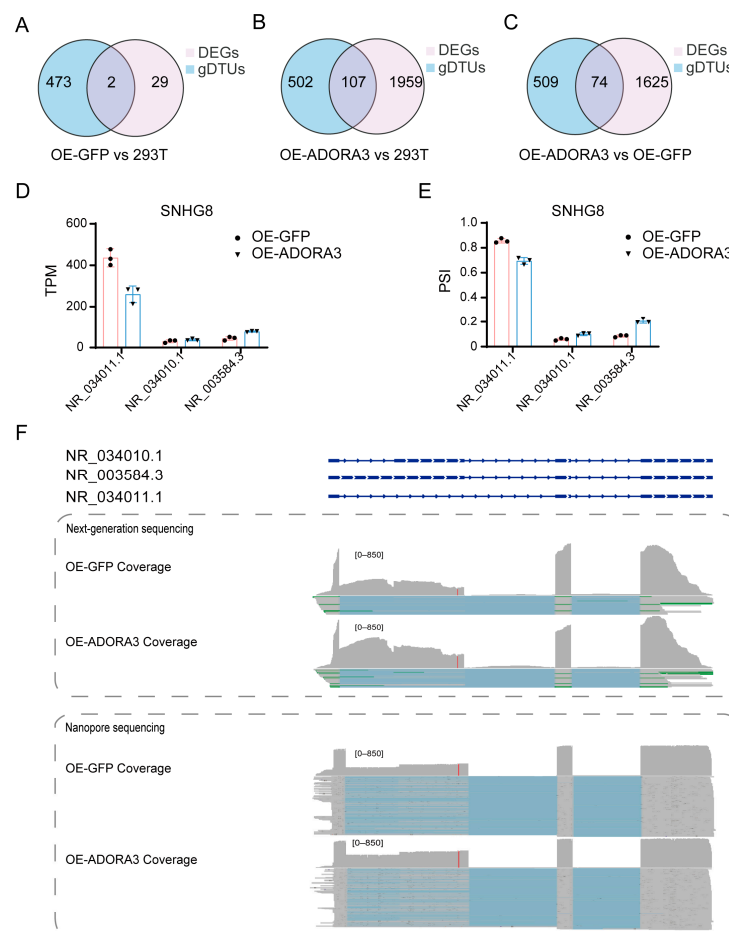 A
B
C
473
2
29
DEGs
gDTUs
502
107
1959
DEGs
gDTUs
509
74
1625
DEGs
gDTUs
OE-GFP vs 293T
OE-ADORA3 vs 293T
OE-ADORA3 vs OE-GFP
D
SNHG8
OE-GFP
OE-ADORA3
TPM
600
400
200
0
NR_034011.1
NR_034010.1
NR_003584.3
E
SNHG8
OE-GFP
OE-ADORA3
PSI
1.0
0.8
0.6
0.4
0.2
0
NR_034011.1
NR_034010.1
NR_003584.3
F
NR_034010.1
NR_003584.3
NR_034011.1
Next-generation sequencing
OE-GFP Coverage
[0–850]
OE-ADORA3 Coverage
[0–850]
Nanopore sequencing
OE-GFP Coverage
[0–850]
OE-ADORA3 Coverage
[0–850]